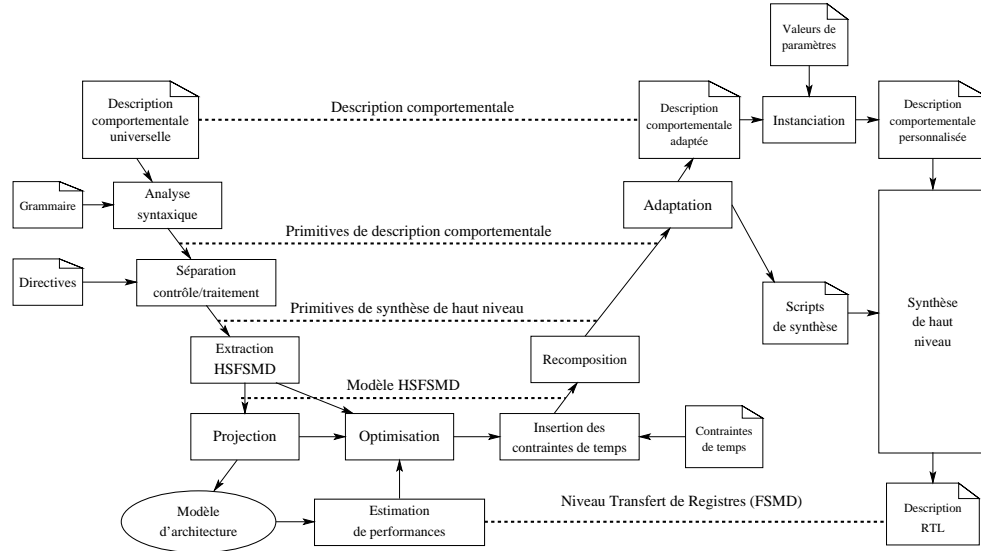 Valeurs de
paramètres
Description
comportementale
universelle
Description comportementale
Description
comportementale
adaptée
Instanciation
Description
comportementale
personnalisée
Grammaire
Analyse
syntaxique
Adaptation
Primitives de description comportementale
Directives
Séparation
contrôle/traitement
Primitives de synthèse de haut niveau
Scripts
de synthèse
Synthèse
de haut
niveau
Extraction
HSFSMD
Recomposition
Modèle HSFSMD
Projection
Optimisation
Insertion des
contraintes de temps
Contraintes
de temps
Modèle
d'architecture
Estimation
de performances
Niveau Transfert de Registres (FSMD)
Description
RTL